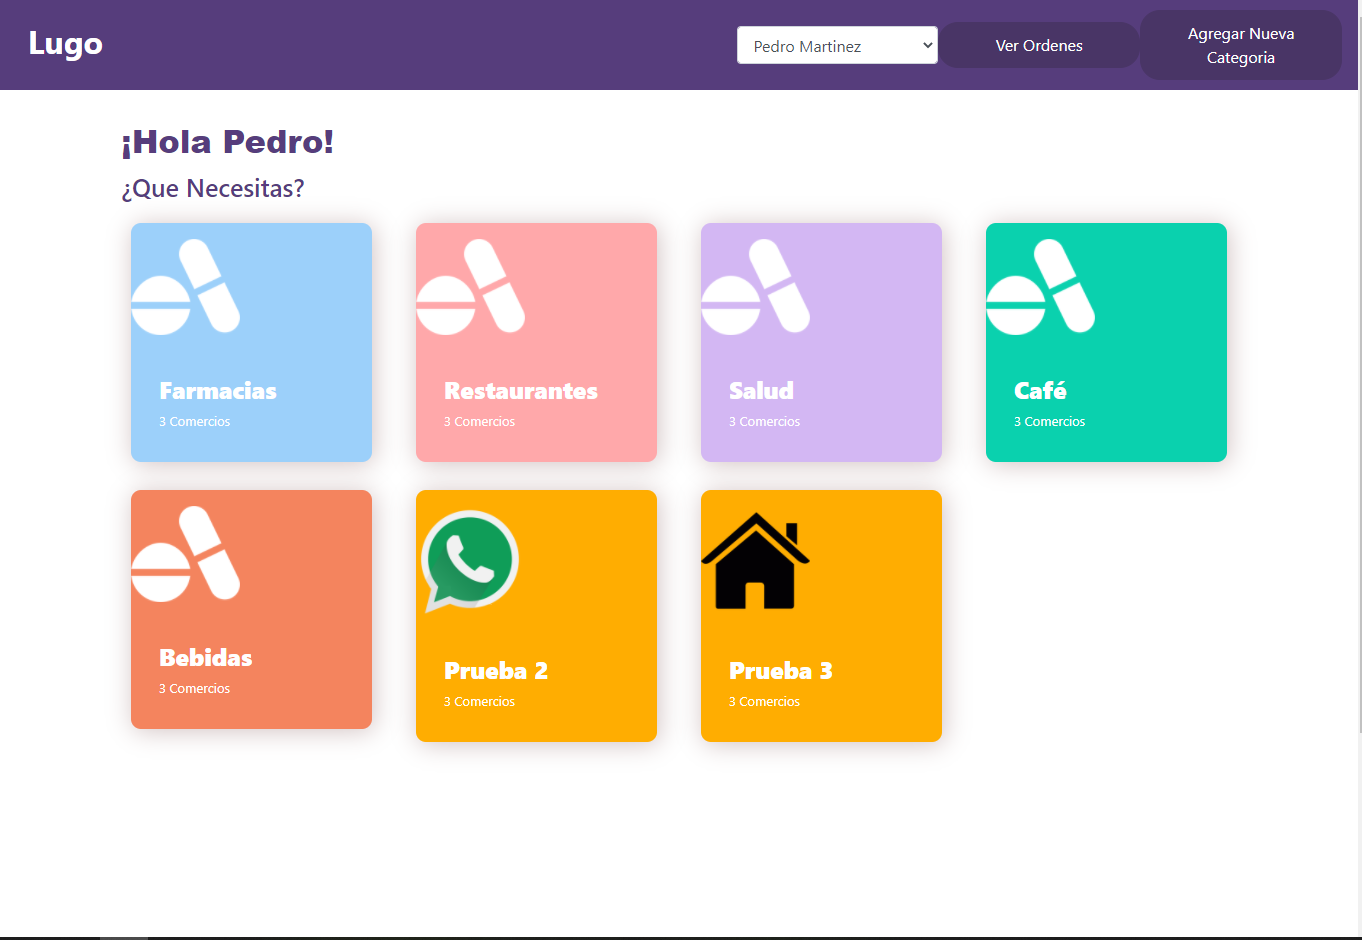 Lugo
Pedro Martinez
Ver Ordenes
Agregar Nueva
Categoria
¡Hola Pedro!
¿Que Necesitas?
Farmacias
3 Comercios
Restaurantes
3 Comercios
Salud
3 Comercios
Café
3 Comercios
Bebidas
3 Comercios
Prueba 2
3 Comercios
Prueba 3
3 Comercios